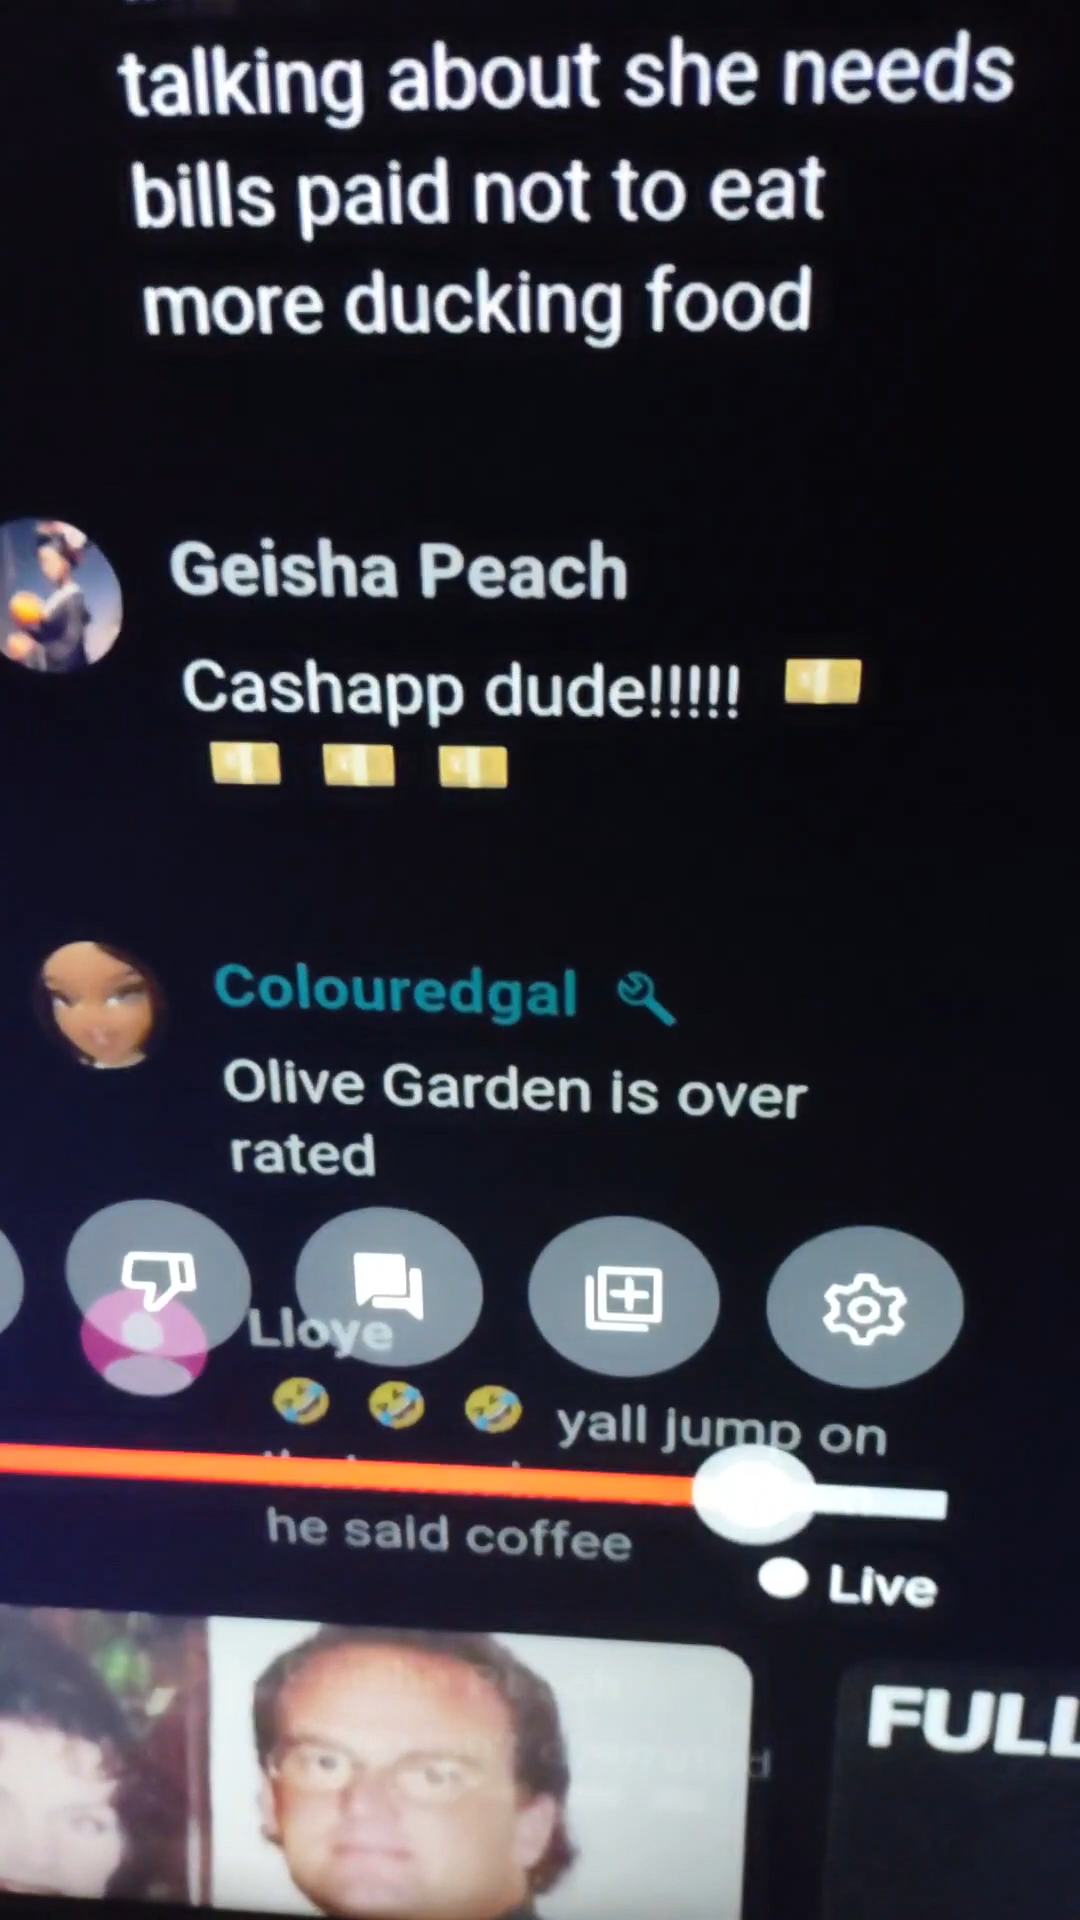 talking about she needs
bills paid not to eat
more ducking food
Geisha Peach
Cashapp dude!!!!!
Colouredgal
Olive Garden is over
rated
Lloye
yall jump on
he said coffee
Live
FULL